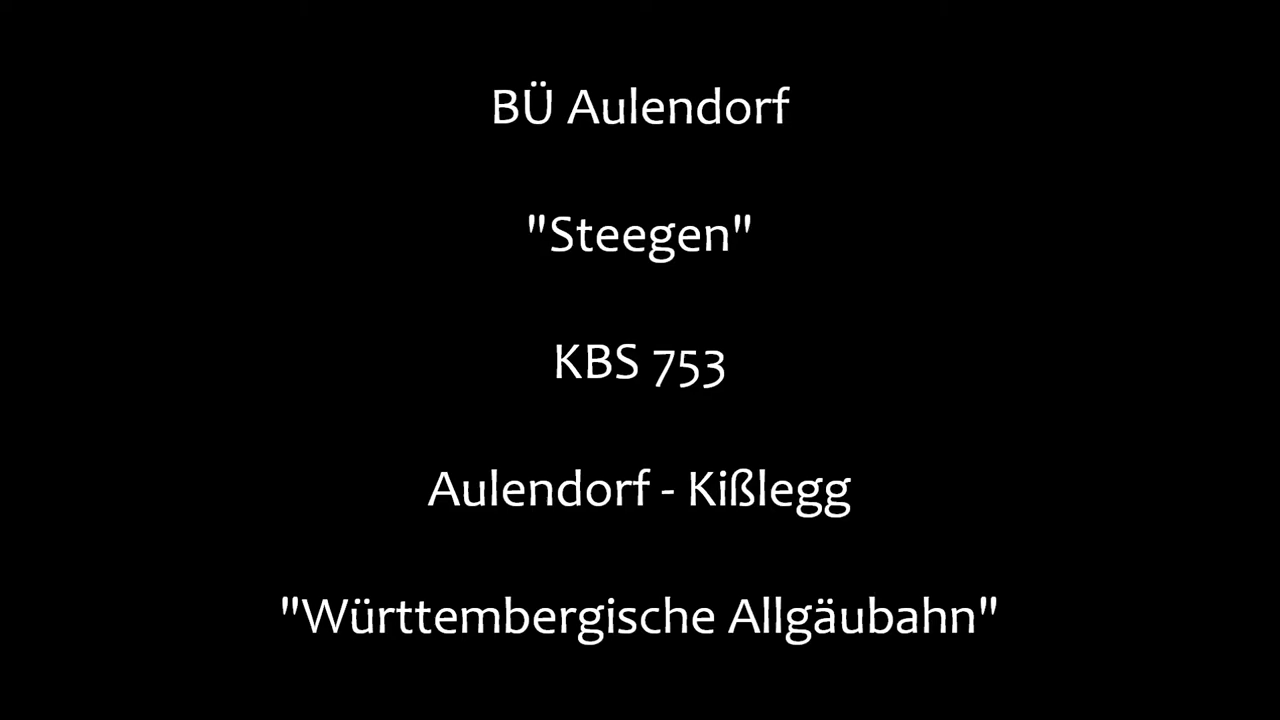 BÜ Aulendorf
"Steegen"
KBS 753
Aulendorf - Kißlegg
"Württembergische Allgäubahn"